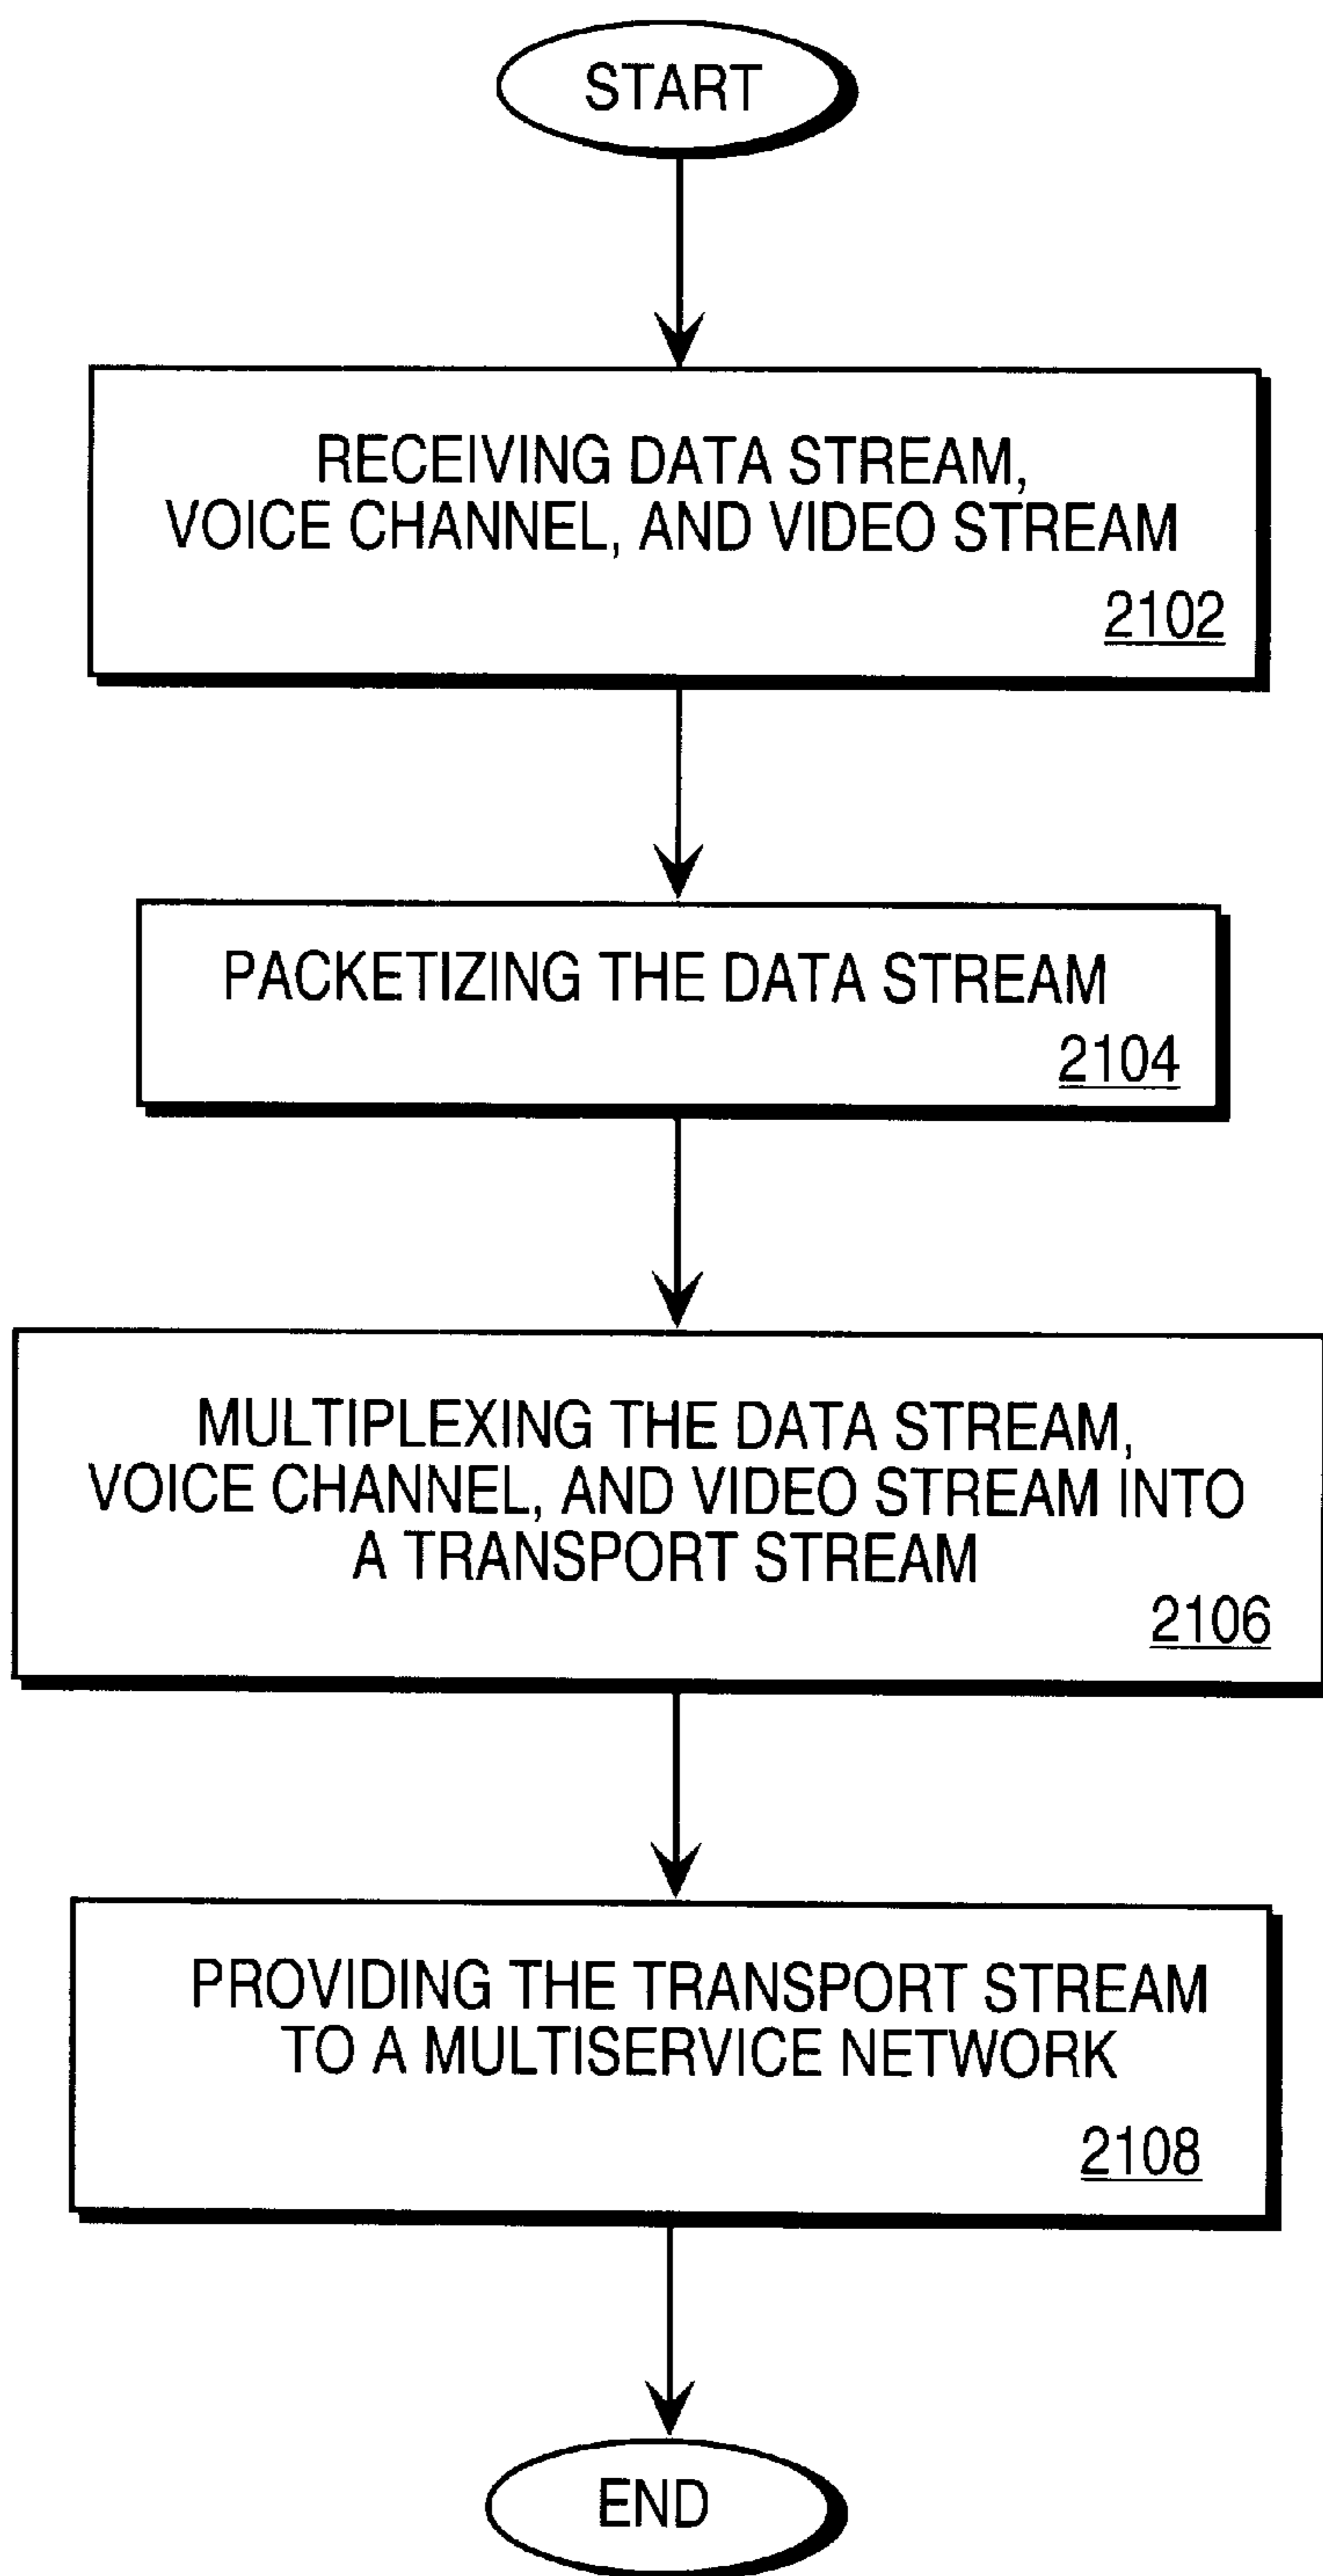 START
RECEIVING DATA STREAM,
VOICE CHANNEL, AND VIDEO STREAM
2102
PACKETIZING THE DATA STREAM
2104
MULTIPLEXING THE DATA STREAM,
VOICE CHANNEL, AND VIDEO STREAM INTO
A TRANSPORT STREAM
2106
PROVIDING THE TRANSPORT STREAM
TO A MULTISERVICE NETWORK
2108
END